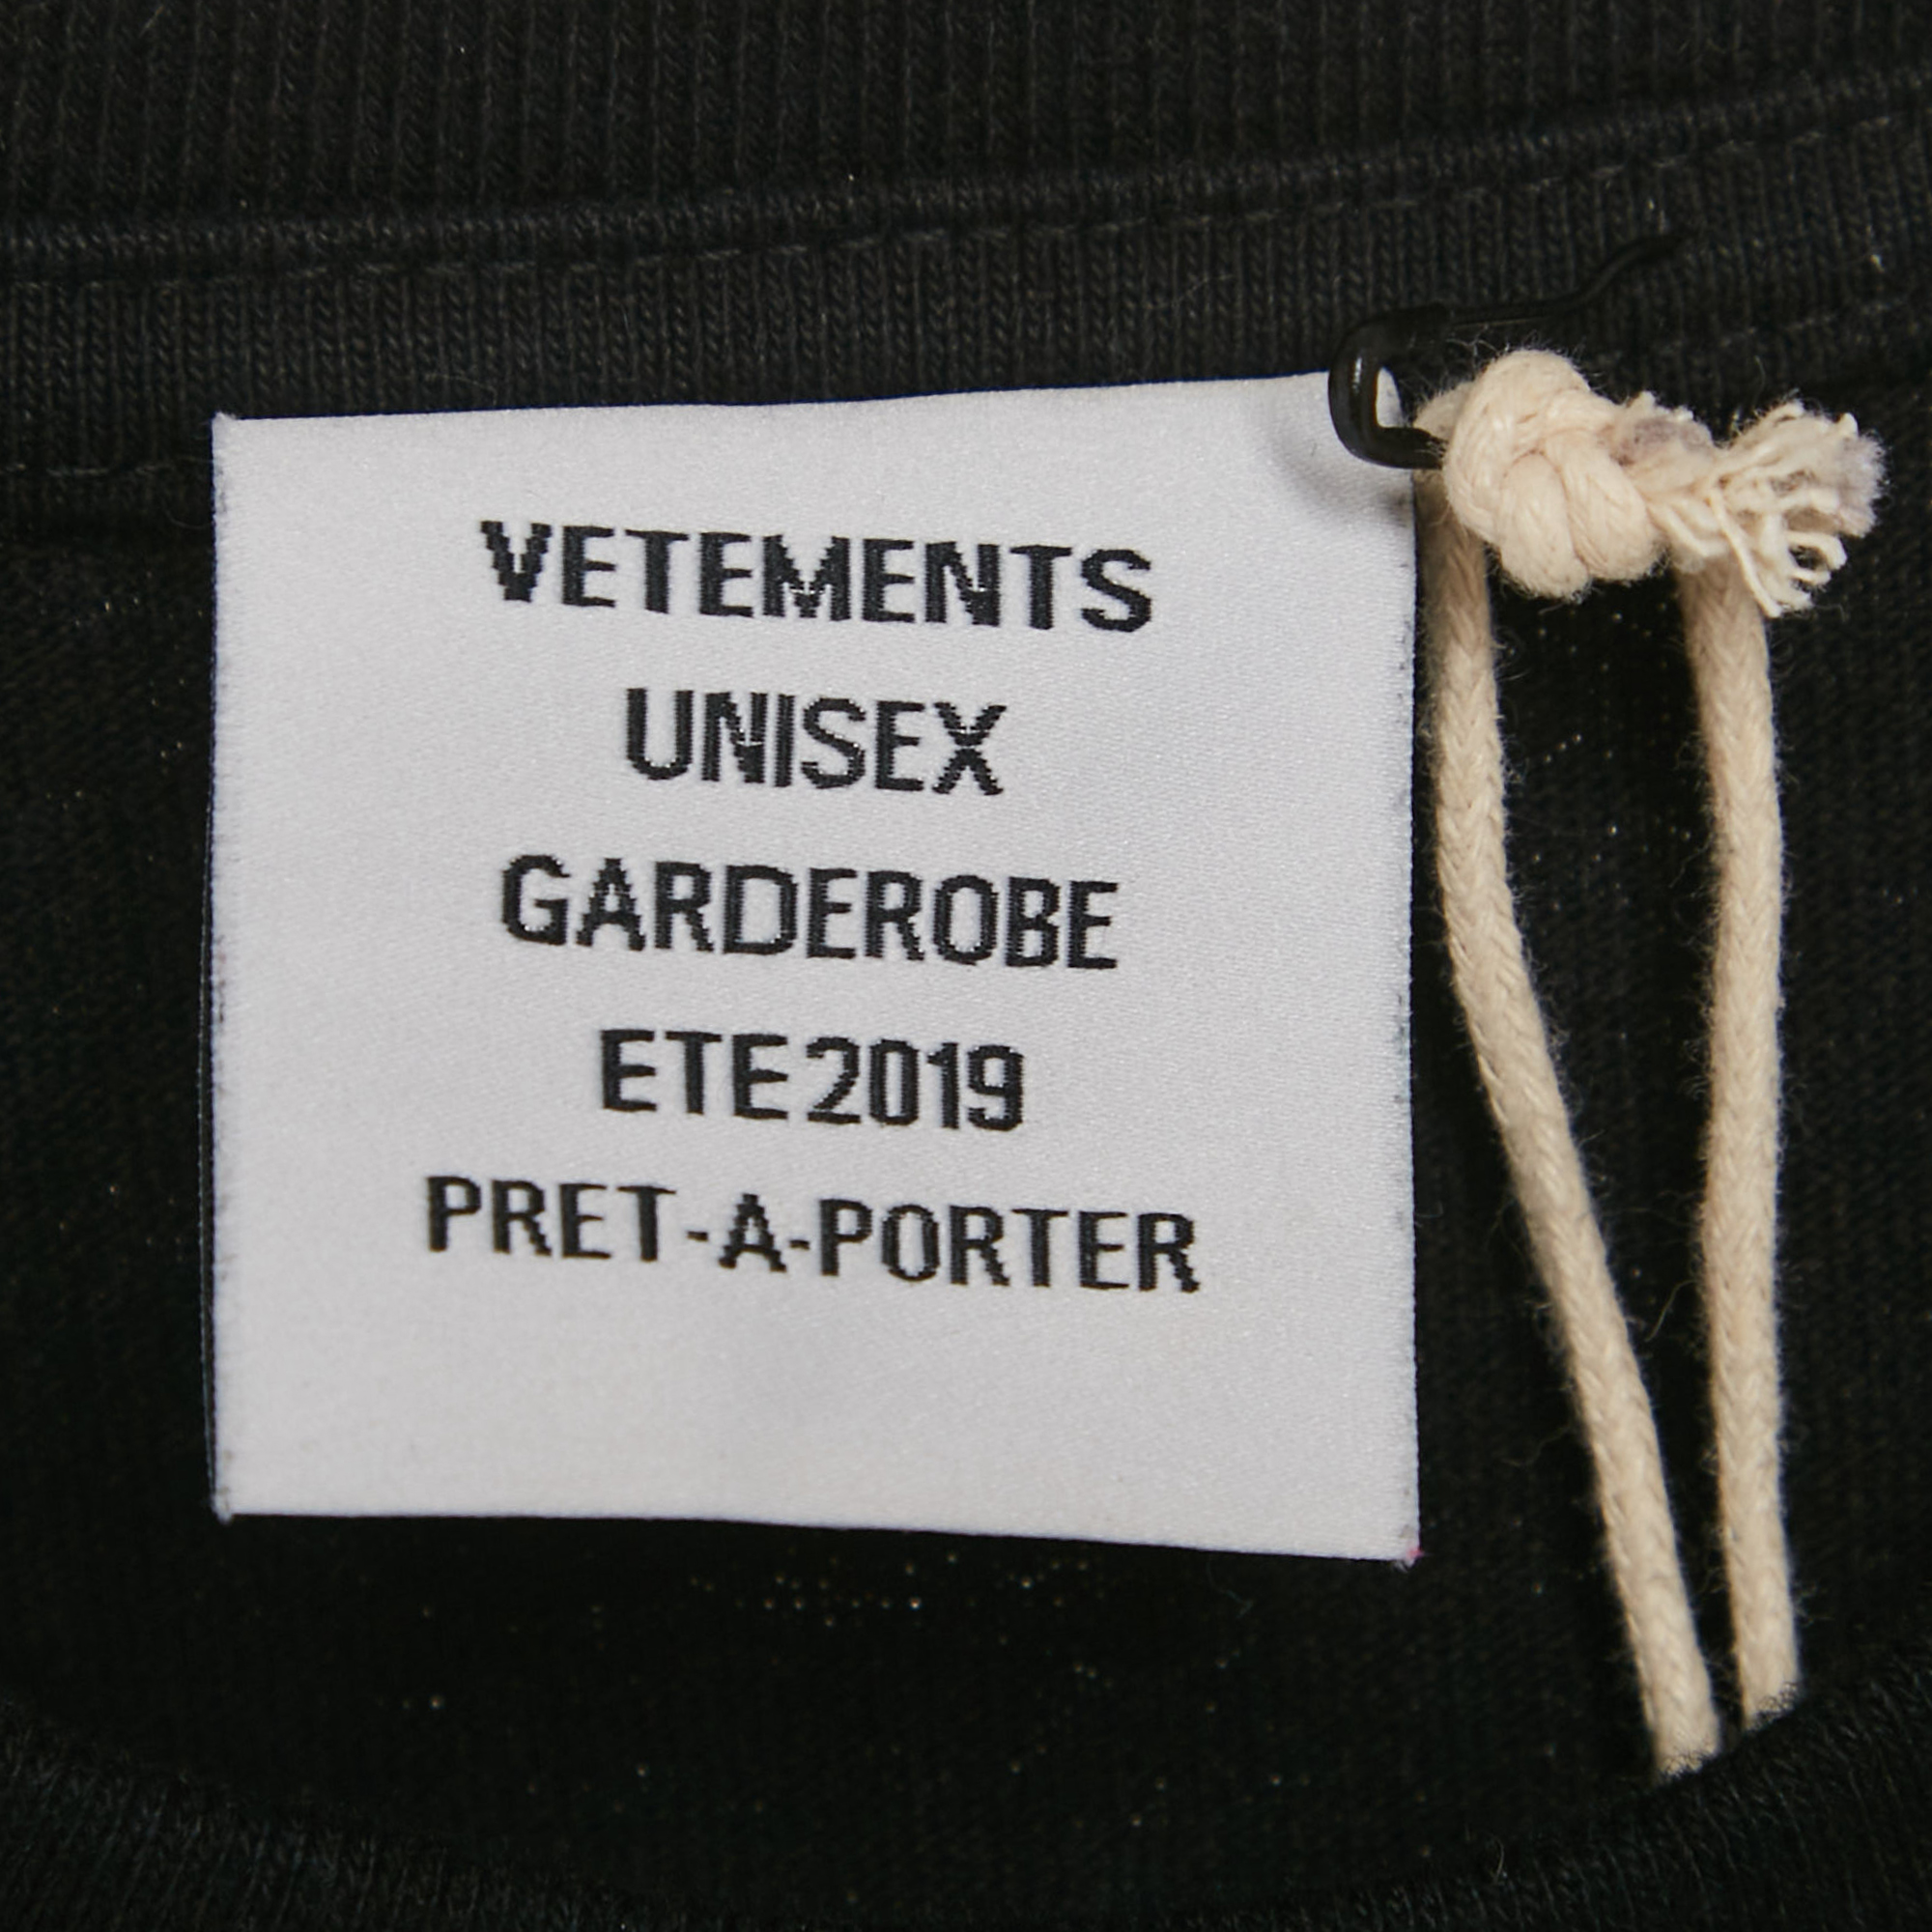 VETEMENTS
UNISEX
GARDEROBE
ETE 2019
PRET-A-PORTER